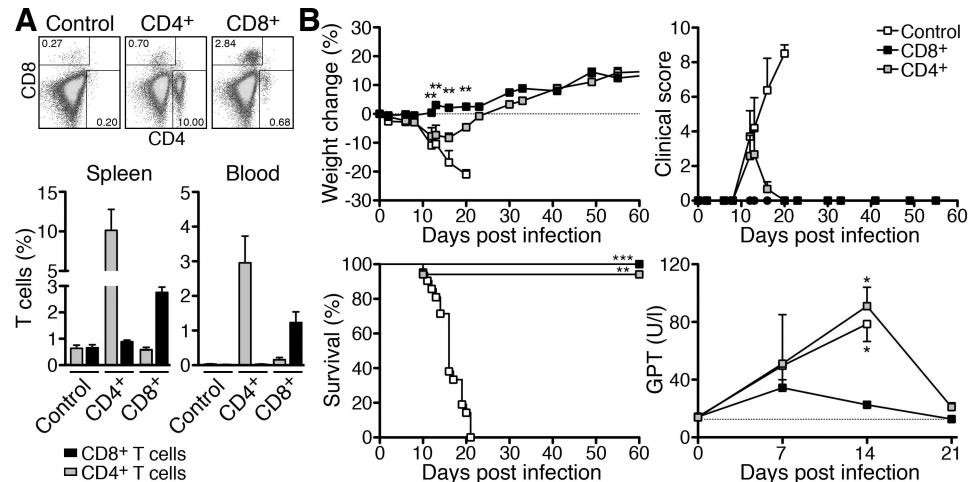 A
Control CD4+ CD8+
0.27 0.70 2.84
CD8
0.20 10.00 0.68
CD4
Spleen Blood
T cells (%)
15
10
5
3
2
1
0
5
4
3
2
1
0
Control CD4+ CD8+ Control CD4+ CD8+
CD8+ T cells
CD4+ T cells
B
Weight change (%)
30
20
10
0
-10
-20
-30
** ** ** **
0 10 20 30 40 50 60
Days post infection
Clinical score
10
8
6
4
2
0
0 10 20 30 40 50 60
Days post infection
Control
CD8+
CD4+
Survival (%)
100
80
60
40
20
0
***
**
0 10 20 30 40 50 60
Days post infection
GPT (U/l)
120
80
40
0
*
*
0 7 14 21
Days post infection